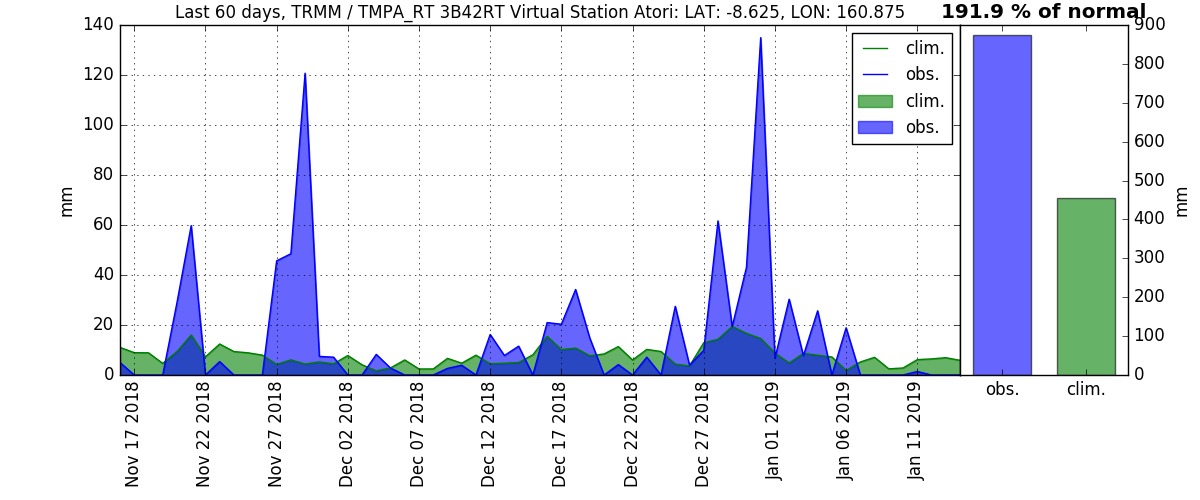 Last 60 days, TRMM / TMPA_RT 3B42RT Virtual Station Atori: LAT: -8.625, LON: 160.875
191.9 % of normal
140
120
100
80
60
40
20
0
mm
clim.
obs.
clim.
obs.
900
800
700
600
500
400
300
200
100
0
mm
Nov 17 2018
Nov 22 2018
Nov 27 2018
Dec 02 2018
Dec 07 2018
Dec 12 2018
Dec 17 2018
Dec 22 2018
Dec 27 2018
Jan 01 2019
Jan 06 2019
Jan 11 2019
obs.
clim.